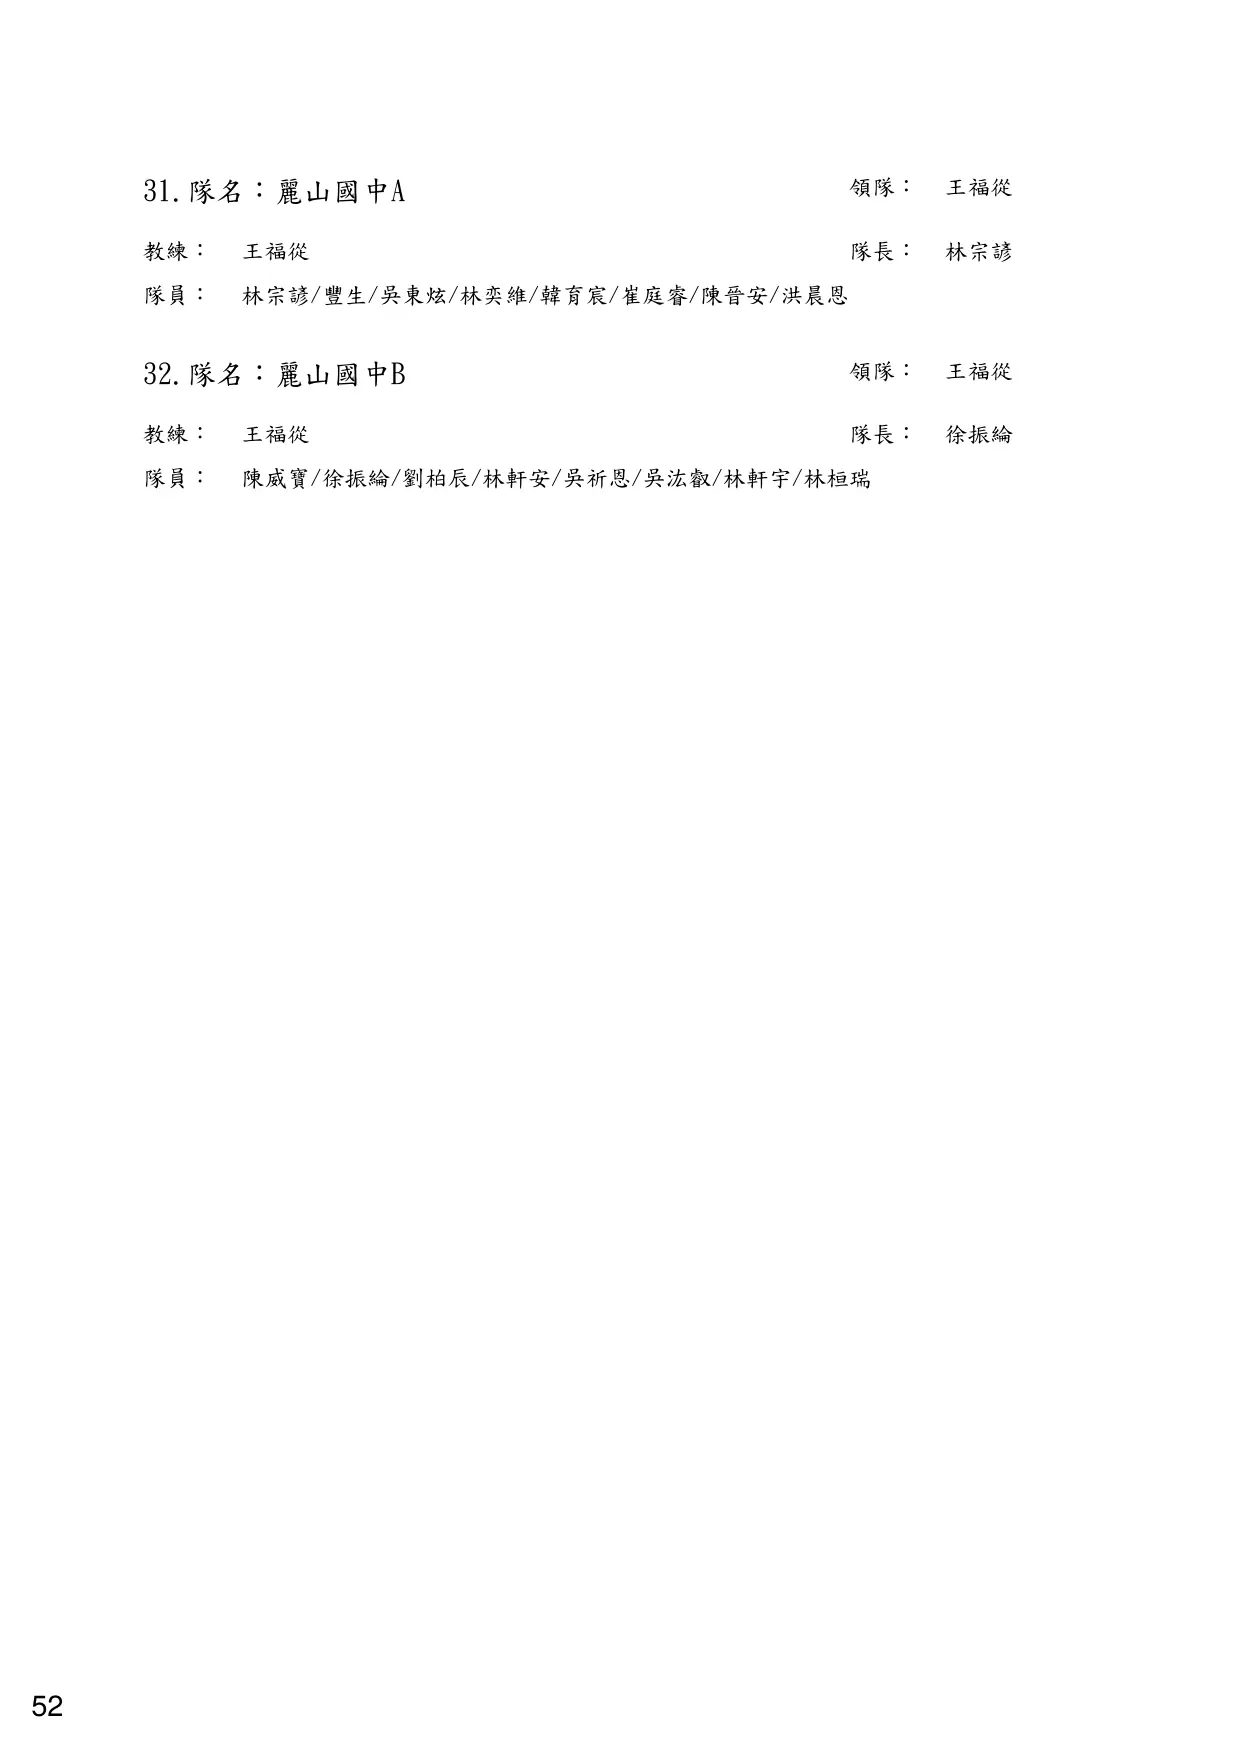 31.隊名：麗山國中A 領隊： 王福從
教練： 王福從 隊長： 林宗諺
隊員： 林宗諺/豐生/吳東炫/林奕維/韓育宸/崔庭睿/陳晉安/洪晨恩
32.隊名：麗山國中B 領隊： 王福從
教練： 王福從 隊長： 徐振綸
隊員： 陳威寶/徐振綸/劉柏辰/林軒安/吳祈恩/吳浤叡/林軒宇/林桓瑞
52